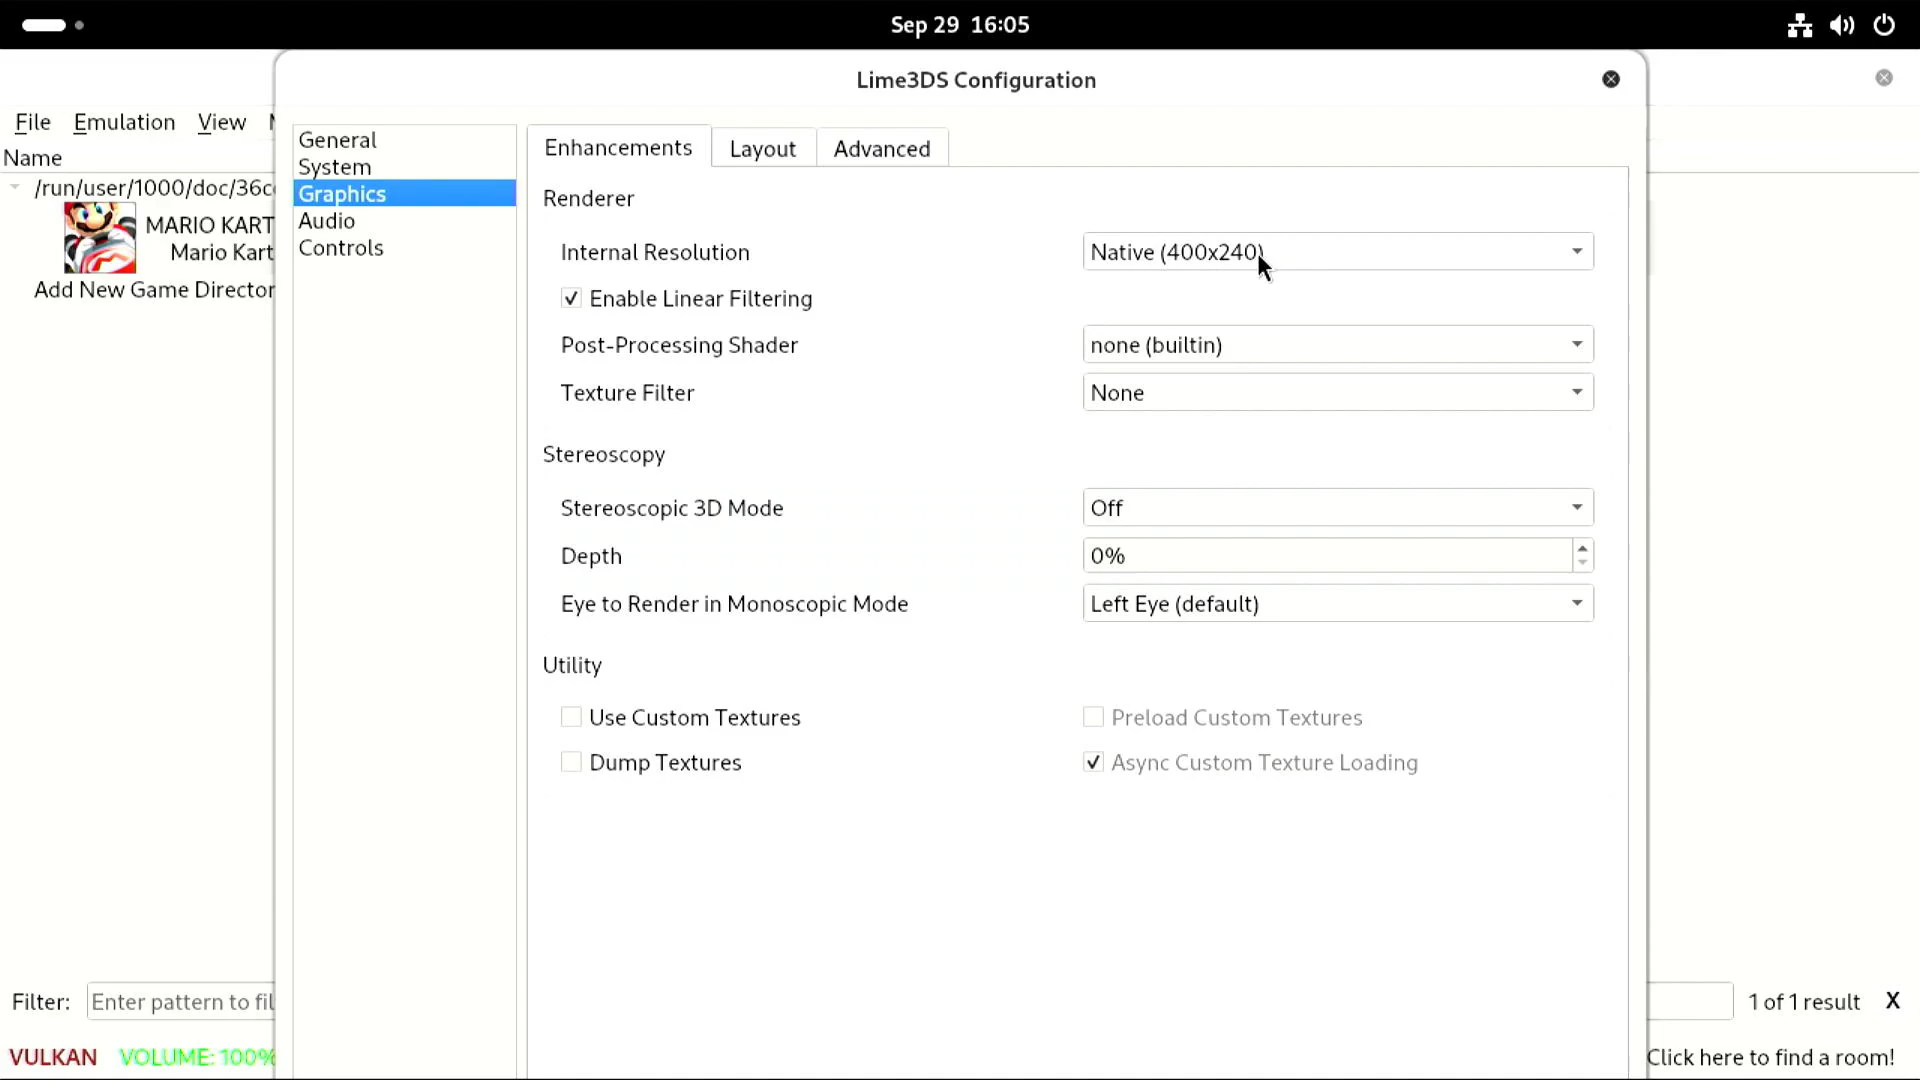 Sep 29 16:05
Lime3DS Configuration
File Emulation View
Name
/run/user/1000/doc/36c
MARIO KART
Mario Kart
Add New Game Director
General
System
Graphics
Audio
Controls
Enhancements Layout Advanced
Renderer
Internal Resolution Native (400x240)
Enable Linear Filtering
Post-Processing Shader none (builtin)
Texture Filter None
Stereoscopy
Stereoscopic 3D Mode Off
Depth 0%
Eye to Render in Monoscopic Mode Left Eye (default)
Utility
Use Custom Textures Preload Custom Textures
Dump Textures Async Custom Texture Loading
Filter: Enter pattern to fil 1 of 1 result X
VULKAN VOLUME: 100% Click here to find a room!